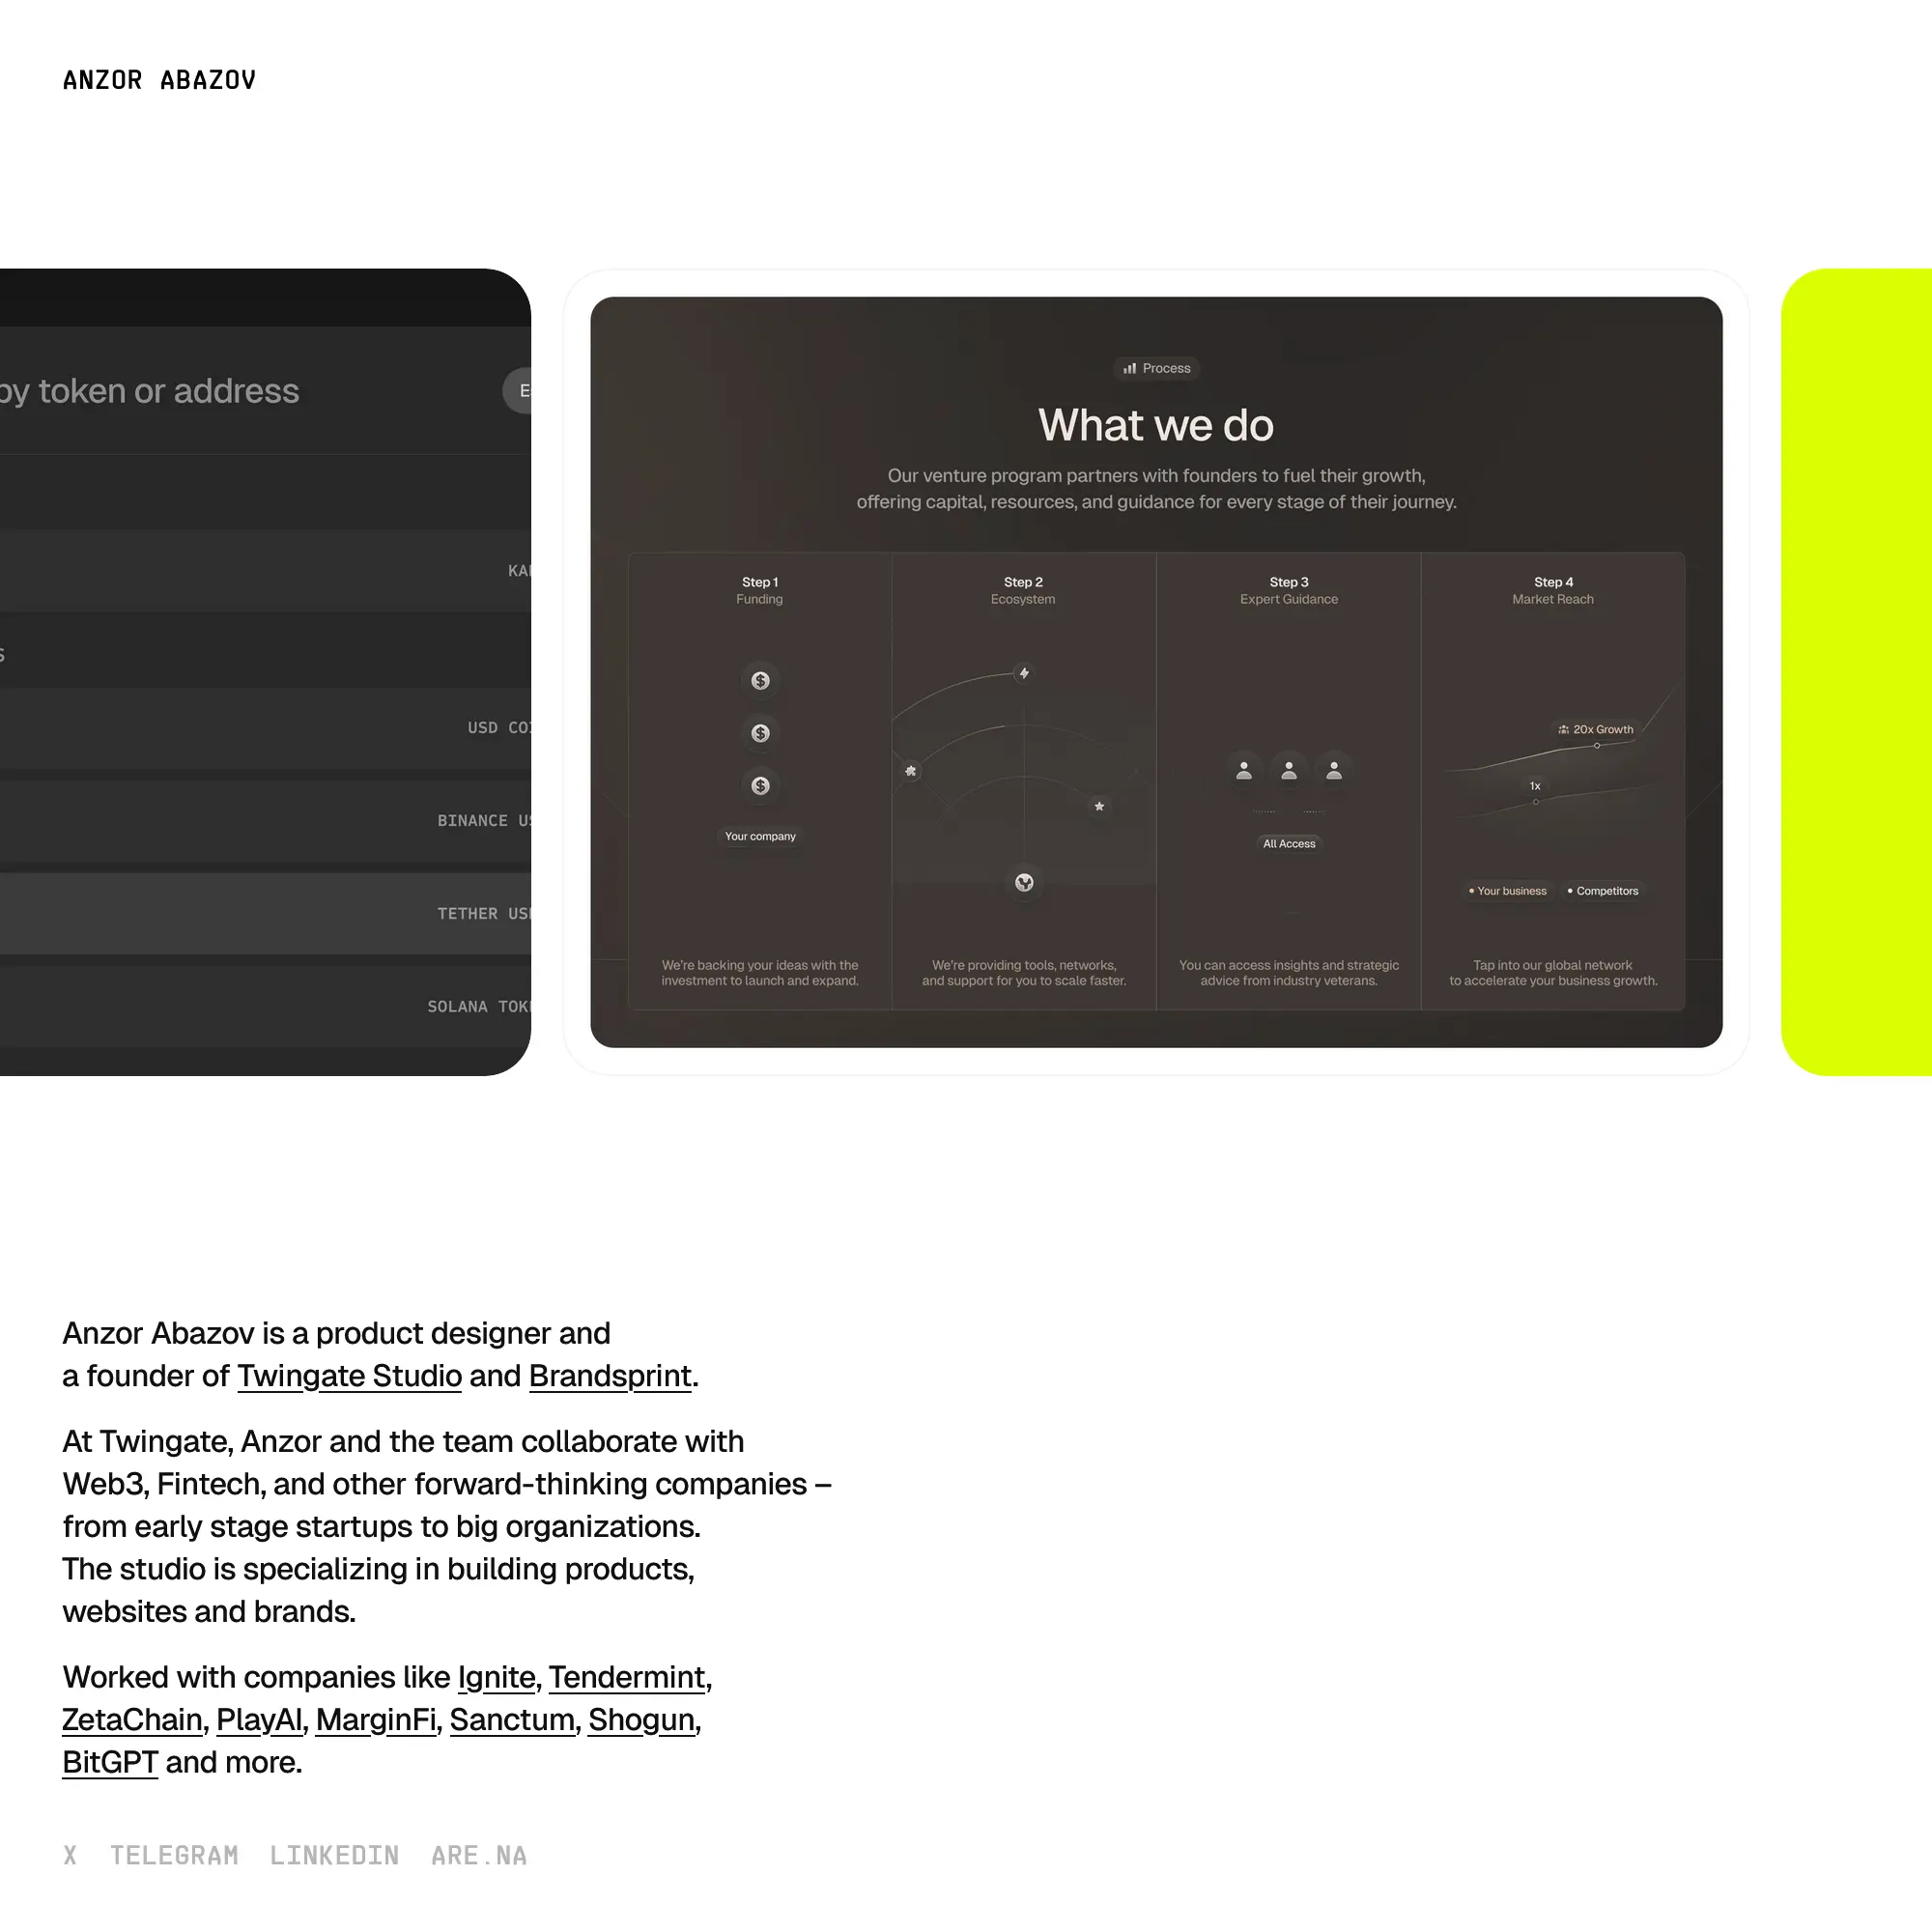 ANZOR ABAZOV
by token or address
USD CO
BINANCE US
TETHER US
SOLANA TOK
Process
What we do
Our venture program partners with founders to fuel their growth,
offering capital, resources, and guidance for every stage of their journey.
Step 1
Funding
Your company
We're backing your ideas with the
investment to launch and expand.
Step 2
Ecosystem
We're providing tools, networks,
and support for you to scale faster.
Step 3
Expert Guidance
All Access
You can access insights and strategic
advice from industry veterans.
Step 4
Market Reach
20x Growth
1x
• Your business
• Competitors
Tap into our global network
to accelerate your business growth.
Anzor Abazov is a product designer and
a founder of Twingate Studio and Brandsprint.
At Twingate, Anzor and the team collaborate with
Web3, Fintech, and other forward-thinking companies –
from early stage startups to big organizations.
The studio is specializing in building products,
websites and brands.
Worked with companies like Ignite, Tendermint,
ZetaChain, PlayAI, MarginFi, Sanctum, Shogun,
BitGPT and more.
X TELEGRAM LINKEDIN ARE.NA